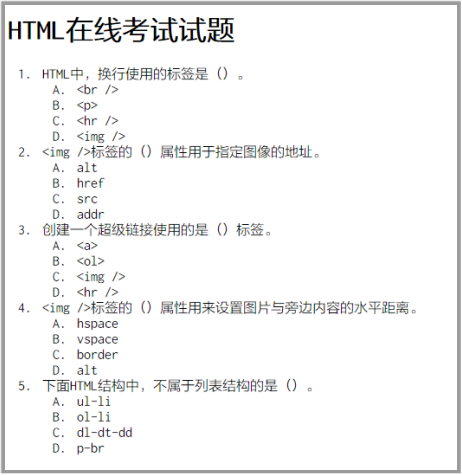 HTML在线考试试题
1. HTML中，换行使用的标签是（）。
A. <br />
B. <p>
C. <hr />
D. <img />
2. <img />标签的（）属性用于指定图像的地址。
A. alt
B. href
C. src
D. addr
3. 创建一个超级链接使用的是（）标签。
A. <a>
B. <ol>
C. <img />
D. <hr />
4. <img />标签的（）属性用来设置图片与旁边内容的水平距离。
A. hspace
B. vspace
C. border
D. alt
5. 下面HTML结构中，不属于列表结构的是（）。
A. ul-li
B. ol-li
C. dl-dt-dd
D. p-br